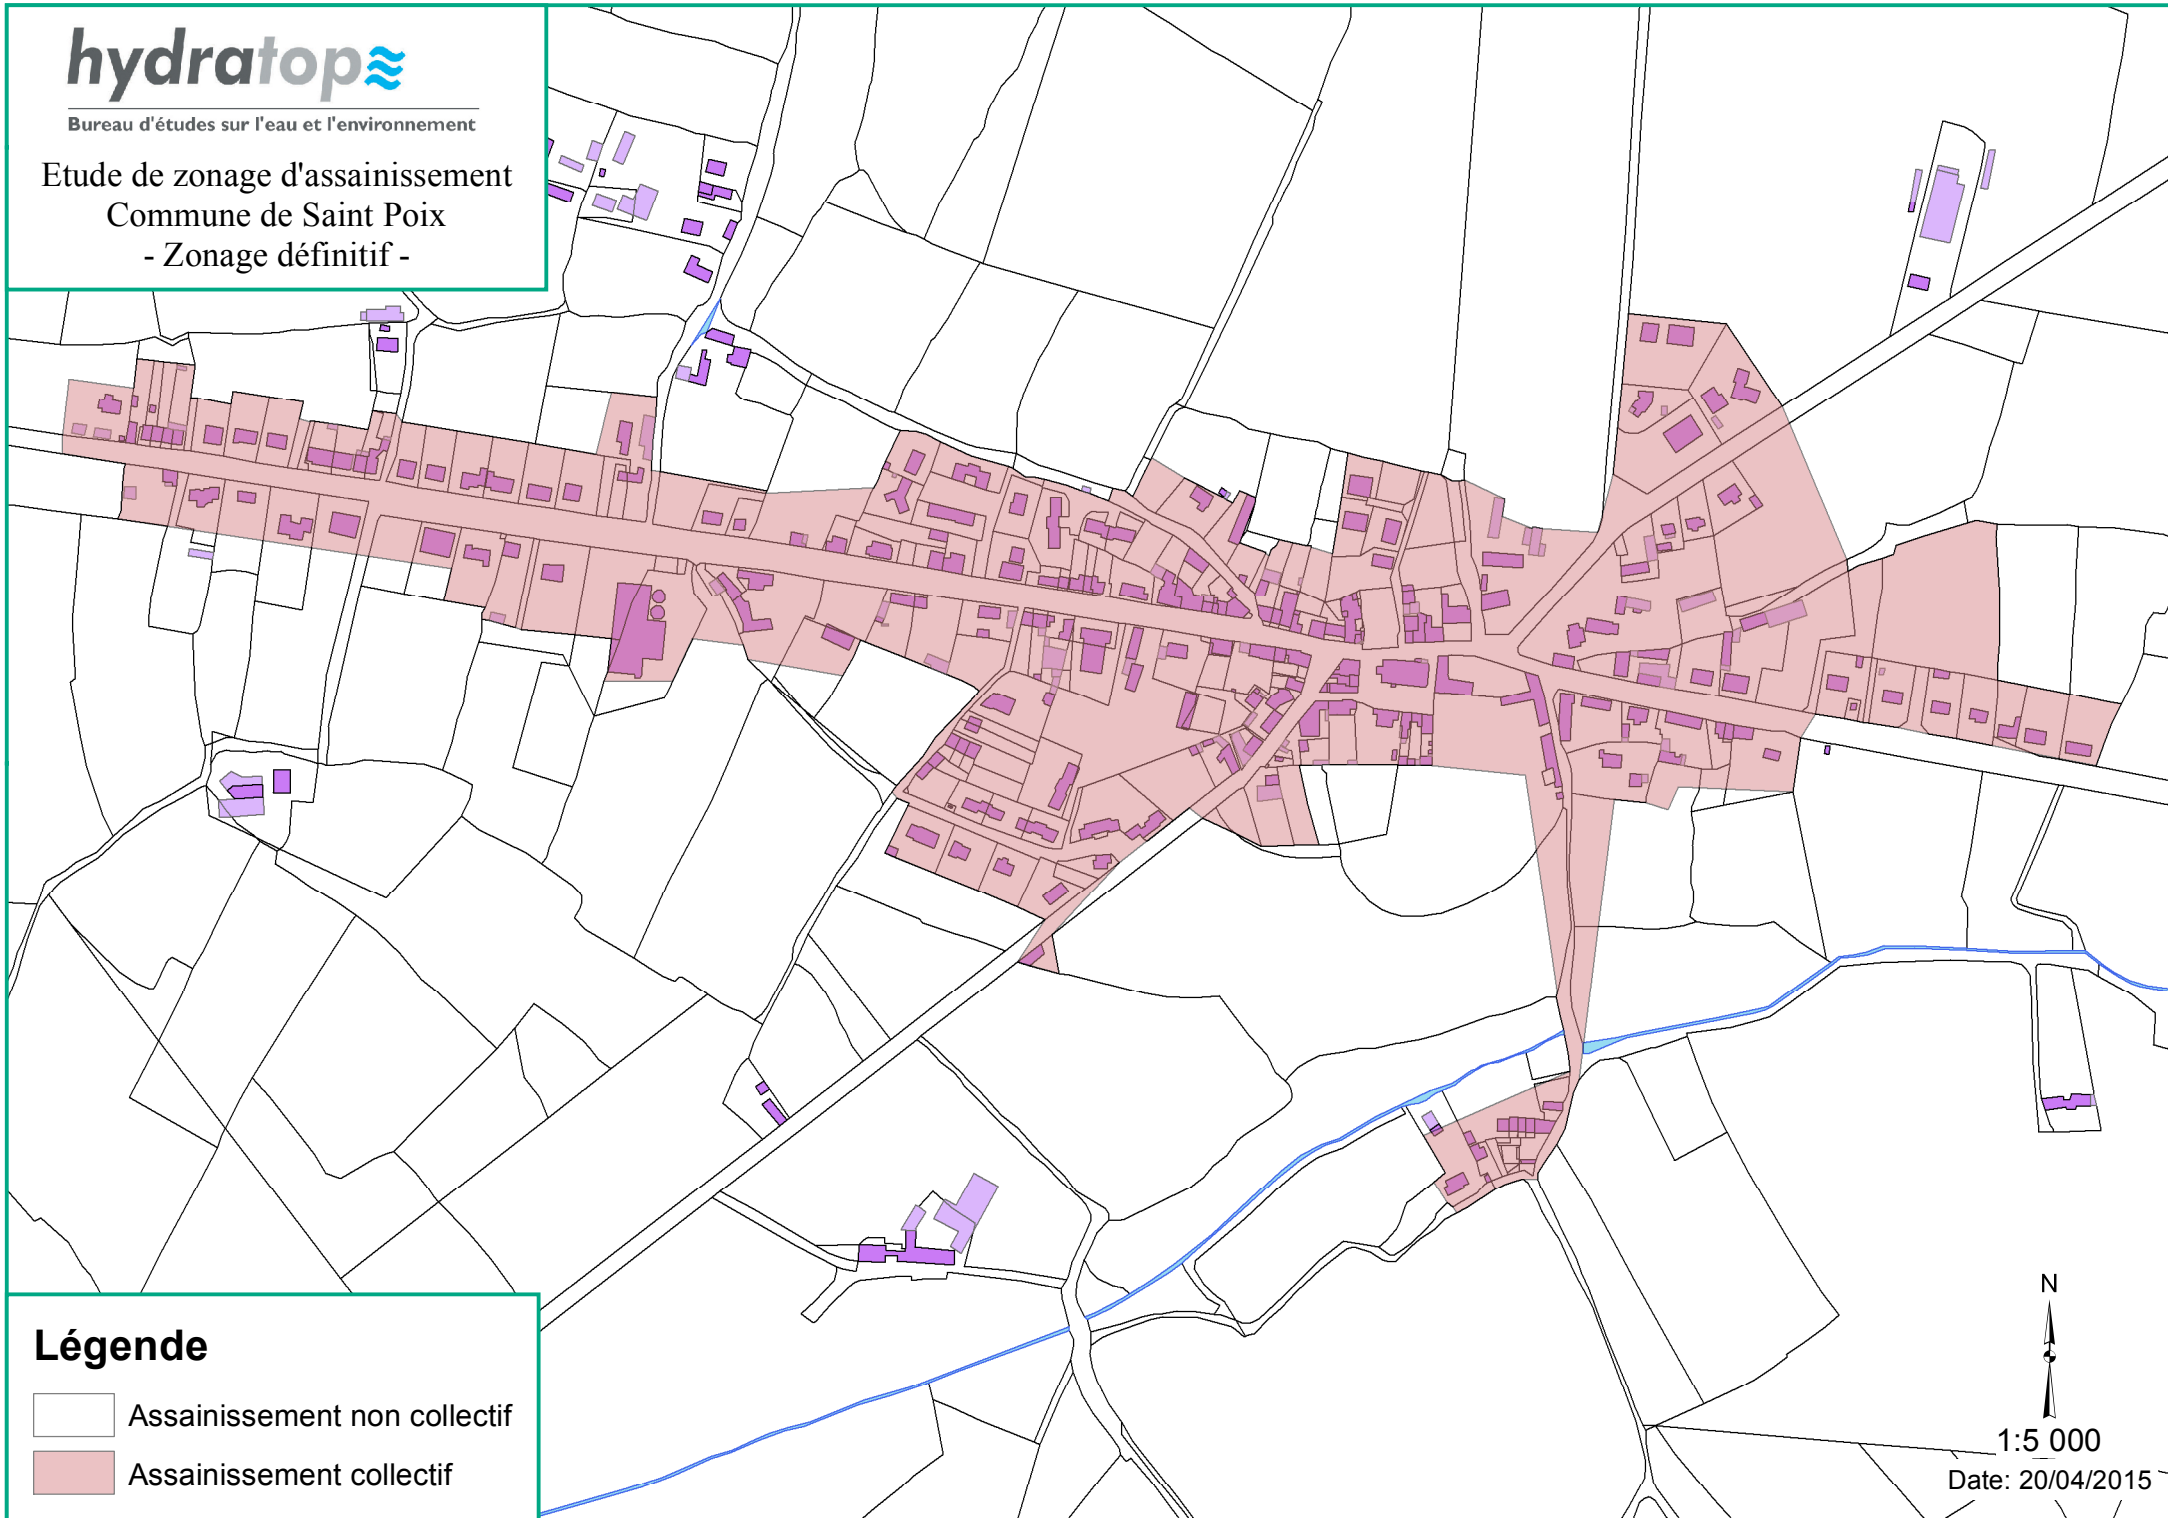 hydratop
Bureau d'études sur l'eau et l'environnement
Etude de zonage d'assainissement
Commune de Saint Poix
- Zonage définitif -
Légende
Assainissement non collectif
Assainissement collectif
N
1:5 000
Date: 20/04/2015